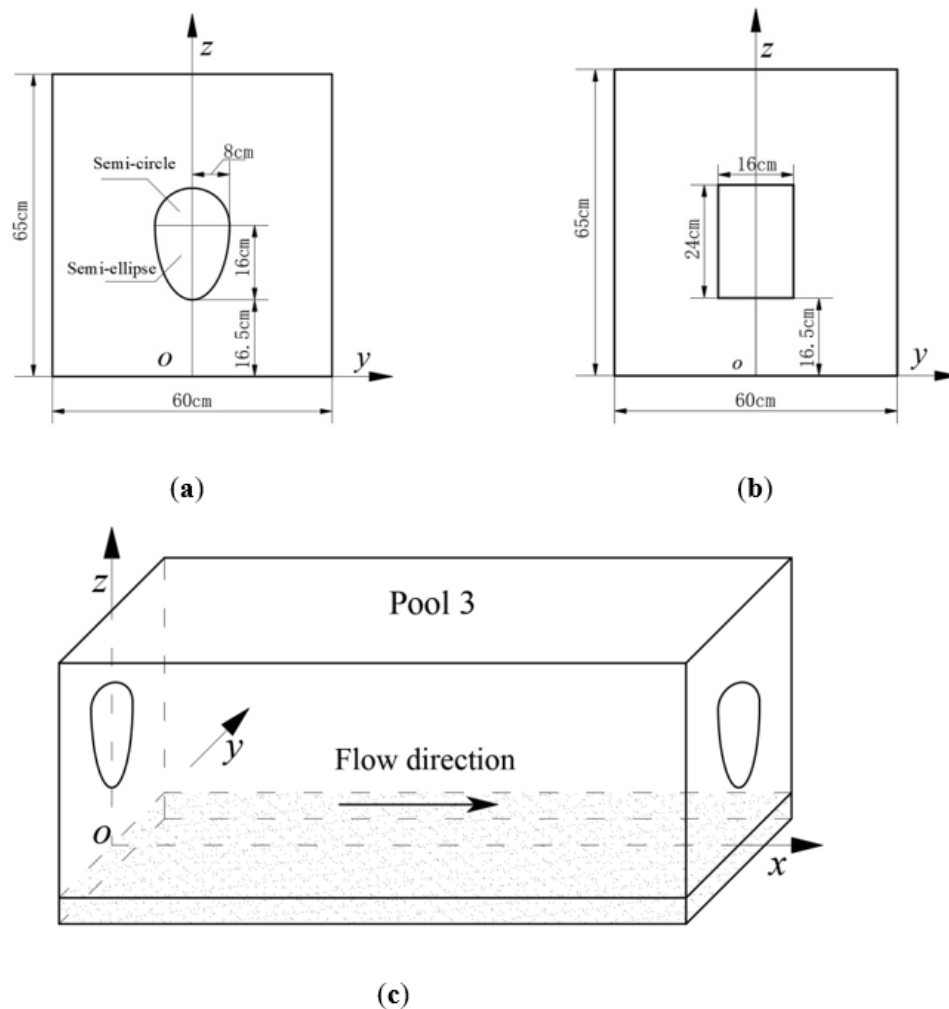 z
8cm
Semi-circle
65cm
16cm
Semi-ellipse
16.5cm
o
y
60cm
(a)
z
16cm
65cm
24cm
16.5cm
o
y
60cm
(b)
z
Pool 3
y
Flow direction
o
x
(c)